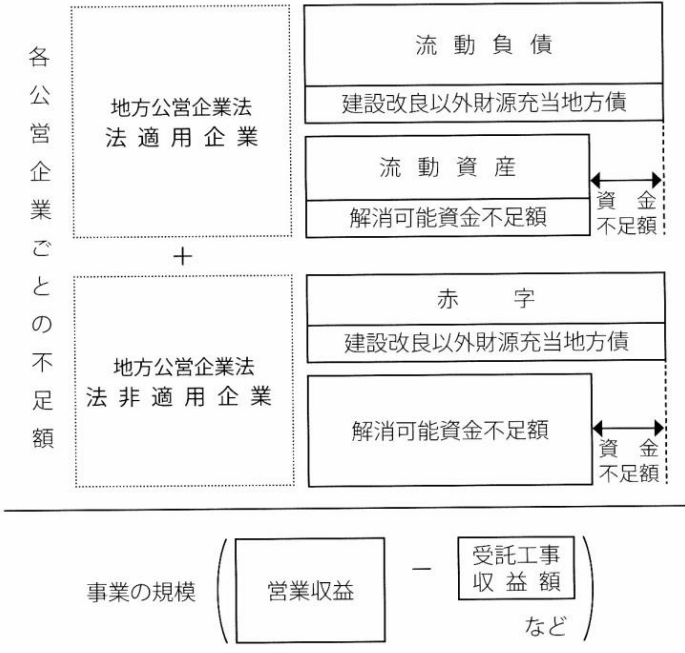 各公営企業ごとの不足額
地方公営企業法
法適用企業
流動負債
建設改良以外財源充当地方債
流動資産
解消可能資金不足額
資金
不足額
＋
地方公営企業法
法非適用企業
赤字
建設改良以外財源充当地方債
解消可能資金不足額
資金
不足額
事業の規模
営業収益
－
受託工事
収益額
など